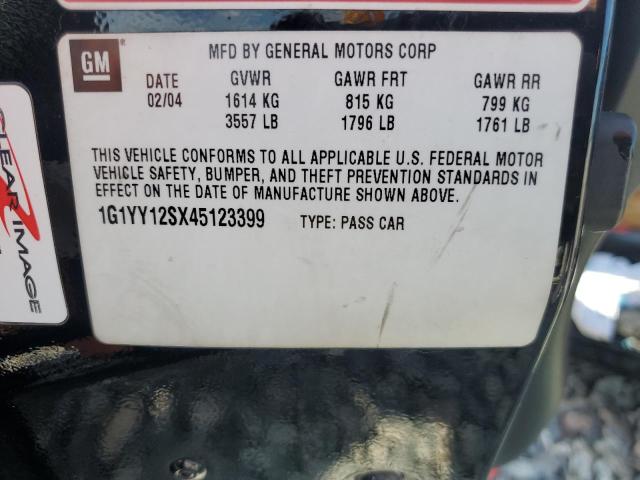 GM
MFD BY GENERAL MOTORS CORP
DATE GVWR GAWR FRT GAWR RR
02/04 1614 KG 815 KG 799 KG
3557 LB 1796 LB 1761 LB
THIS VEHICLE CONFORMS TO ALL APPLICABLE U.S. FEDERAL MOTOR
VEHICLE SAFETY, BUMPER, AND THEFT PREVENTION STANDARDS IN
EFFECT ON THE DATE OF MANUFACTURE SHOWN ABOVE.
1G1YY12SX45123399 TYPE: PASS CAR
CLEAR IMAGE